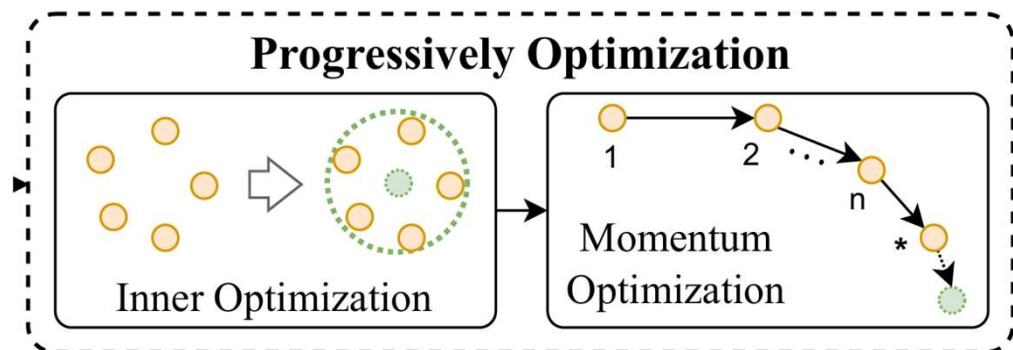 Progressively Optimization
Inner Optimization
1
2
...
n
*
Momentum
Optimization